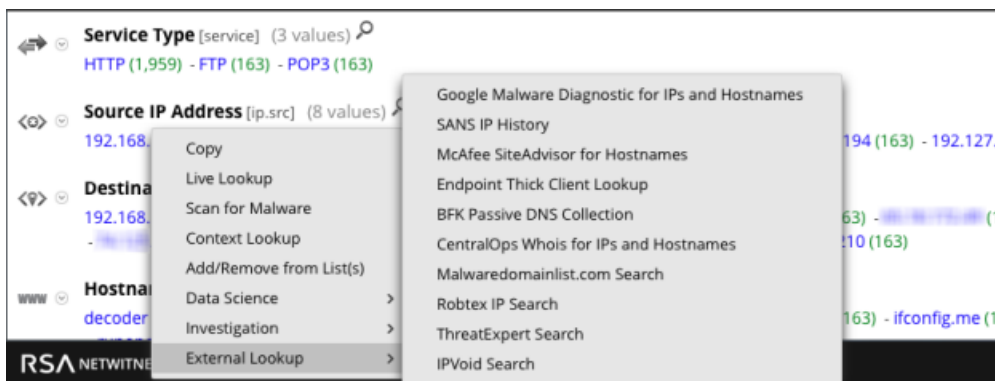 Service Type [service] (3 values)
HTTP (1,959) - FTP (163) - POP3 (163)
Source IP Address [ip.src] (8 values)
192.168. 194 (163) - 192.127.
Destina
192.168. 63) - (1
- 210 (163)
WWW Hostna
decoder 163) - ifconfig.me (1
Copy
Live Lookup
Scan for Malware
Context Lookup
Add/Remove from List(s)
Data Science >
Investigation >
External Lookup >
Google Malware Diagnostic for IPs and Hostnames
SANS IP History
McAfee SiteAdvisor for Hostnames
Endpoint Thick Client Lookup
BFK Passive DNS Collection
CentralOps Whois for IPs and Hostnames
Malwaredomainlist.com Search
Robtex IP Search
ThreatExpert Search
IPVoid Search
RSA NETWITNE